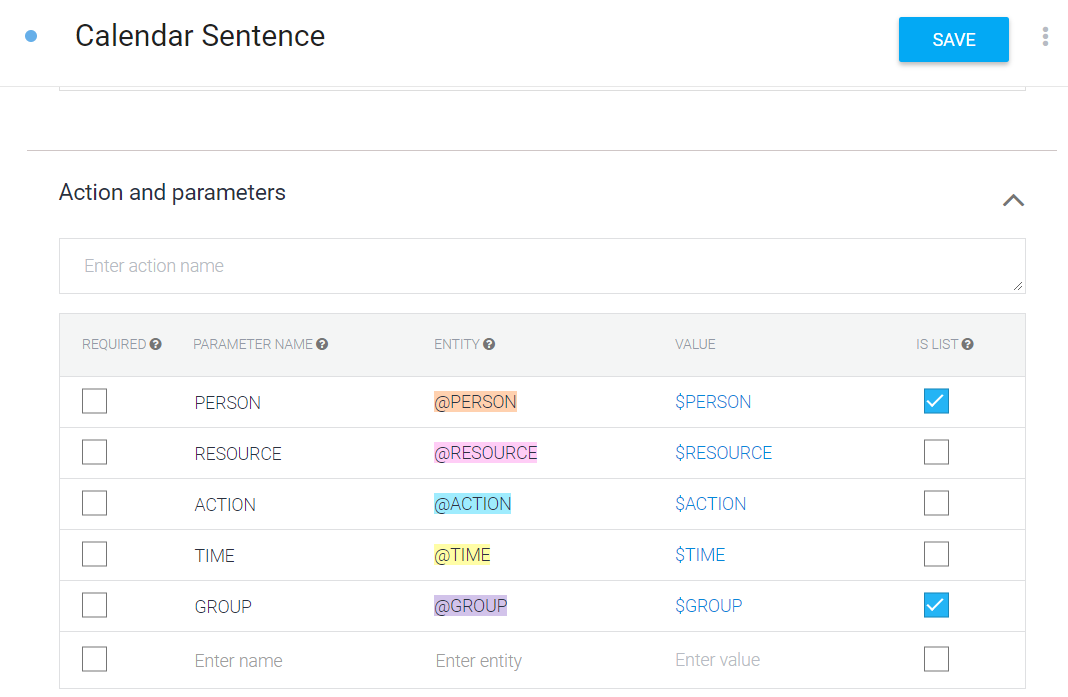 Calendar Sentence
SAVE
Action and parameters
Enter action name
REQUIRED ? PARAMETER NAME ? ENTITY ? VALUE IS LIST ?
PERSON @PERSON $PERSON
RESOURCE @RESOURCE $RESOURCE
ACTION @ACTION $ACTION
TIME @TIME $TIME
GROUP @GROUP $GROUP
Enter name Enter entity Enter value